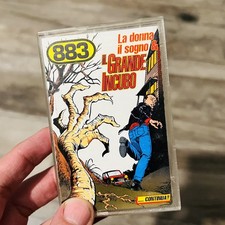 883
La donna
il sogno &
IL GRANDE
INCUBO
... CONTINUA?